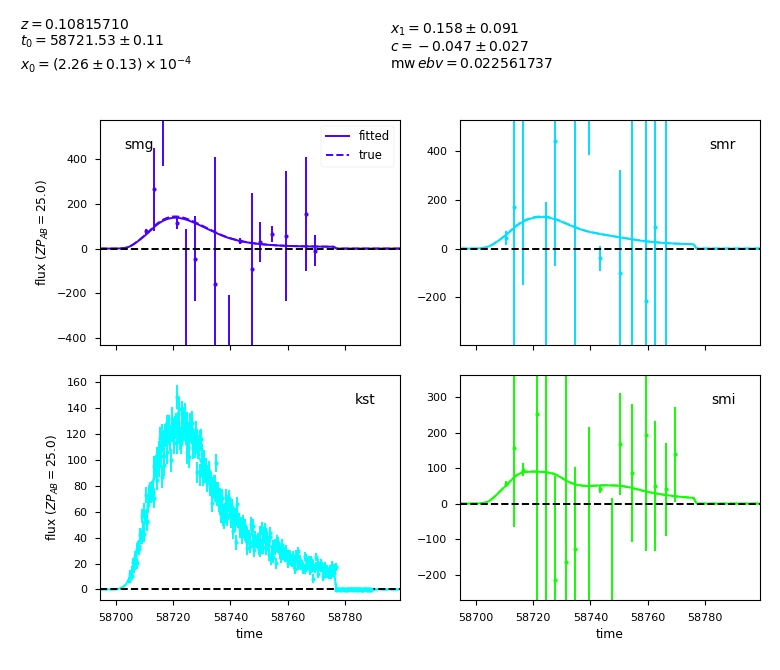 z = 0.10815710
t₀ = 58721.53 ± 0.11
x₀ = (2.26 ± 0.13) × 10⁻⁴
x₁ = 0.158 ± 0.091
c = −0.047 ± 0.027
mw ebv = 0.022561737
smg
fitted
true
400
200
0
−200
−400
flux (ZP_AB = 25.0)
smr
400
200
0
−200
kst
160
140
120
100
80
60
40
20
0
flux (ZP_AB = 25.0)
58700 58720 58740 58760 58780
time
smi
300
200
100
0
−100
−200
58700 58720 58740 58760 58780
time